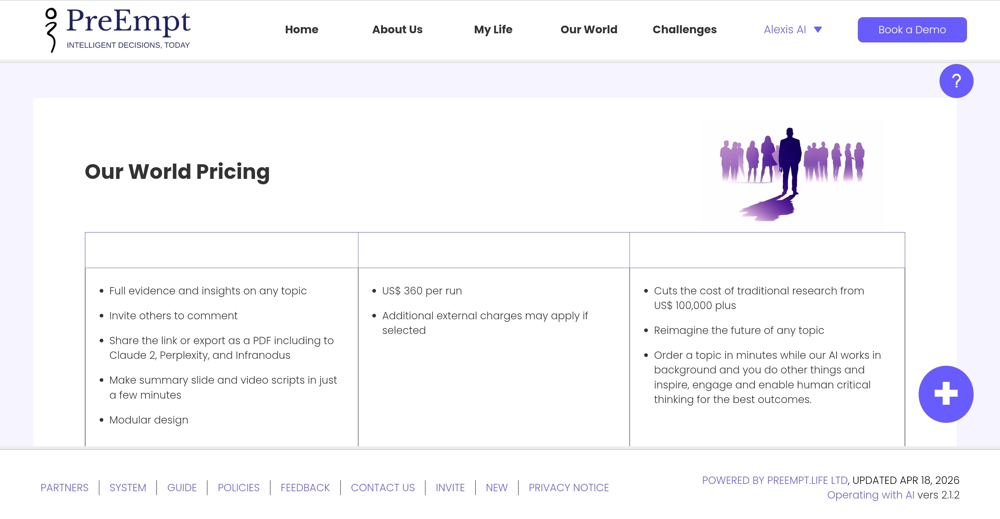 PreEmpt
INTELLIGENT DECISIONS, TODAY
Home
About Us
My Life
Our World
Challenges
Alexis AI
Book a Demo
?
Our World Pricing
Full evidence and insights on any topic
Invite others to comment
Share the link or export as a PDF including to
Claude 2, Perplexity, and Infranodus
Make summary slide and video scripts in just
a few minutes
Modular design
US$ 360 per run
Additional external charges may apply if
selected
Cuts the cost of traditional research from
US$ 100,000 plus
Reimagine the future of any topic
Order a topic in minutes while our AI works in
background and you do other things and
inspire, engage and enable human critical
thinking for the best outcomes.
PARTNERS
SYSTEM
GUIDE
POLICIES
FEEDBACK
CONTACT US
INVITE
NEW
PRIVACY NOTICE
POWERED BY PREEMPT.LIFE LTD, UPDATED APR 18, 2026
Operating with AI vers 2.1.2